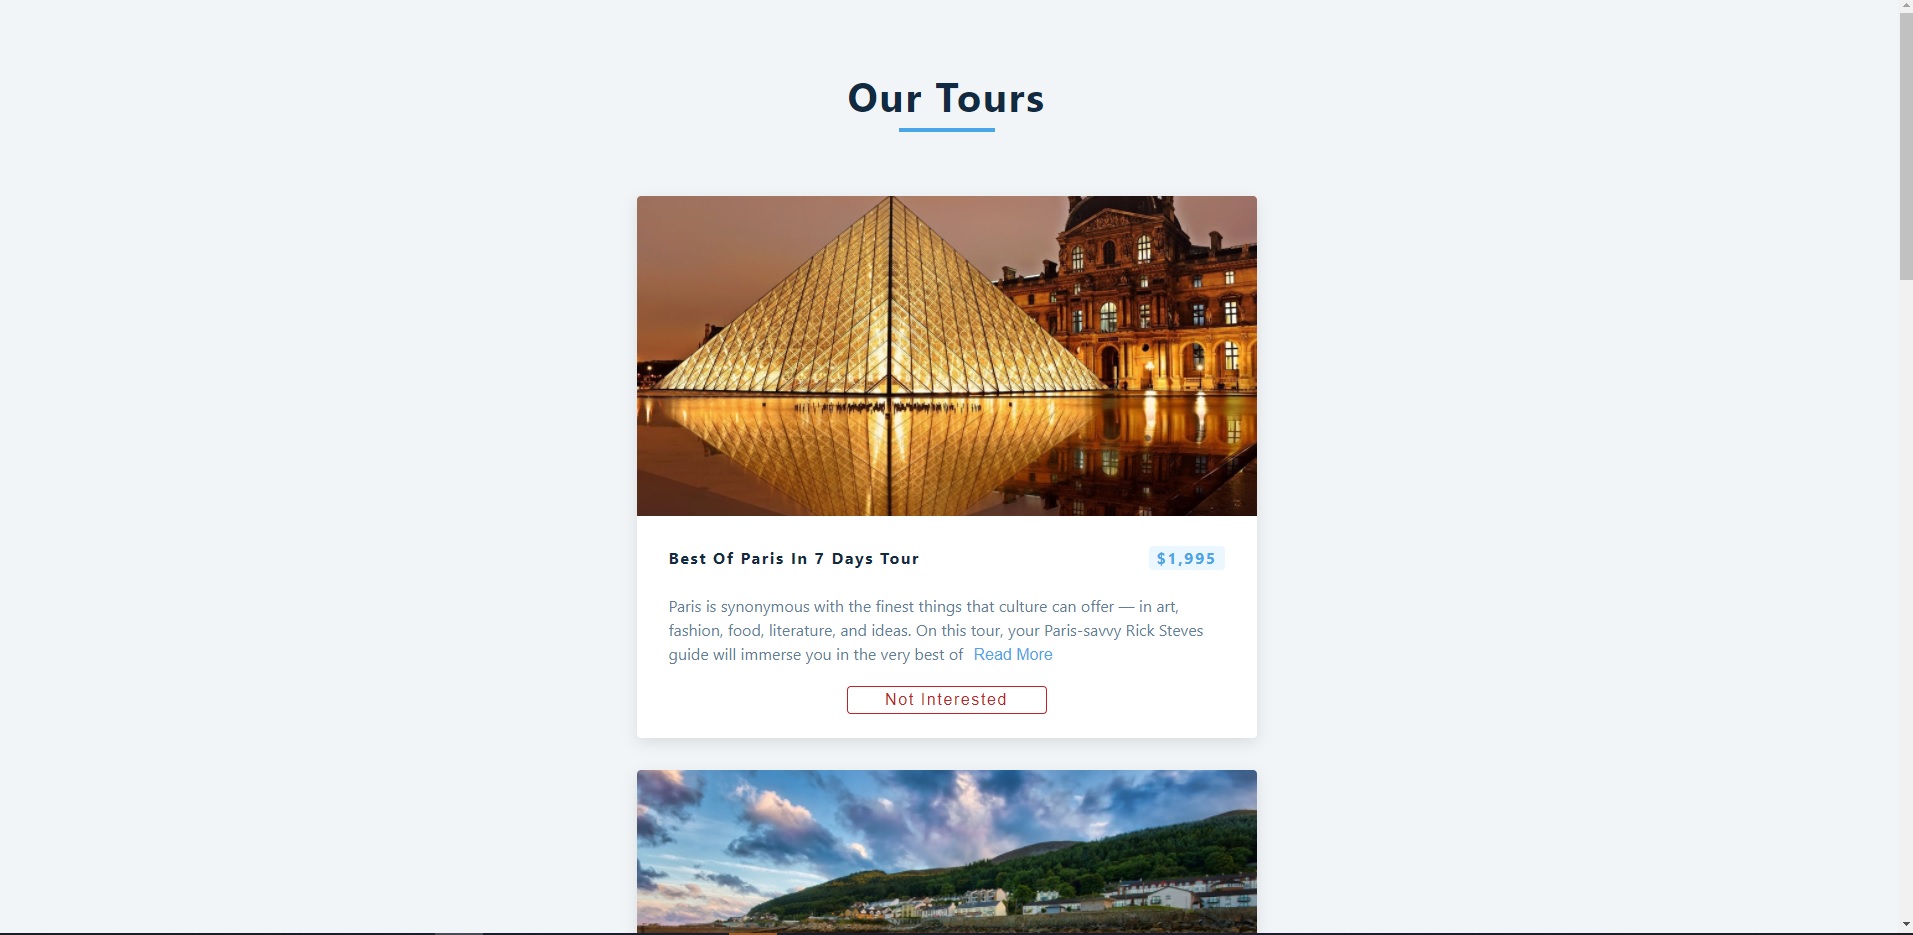 Our Tours
Best Of Paris In 7 Days Tour
$1,995
Paris is synonymous with the finest things that culture can offer — in art,
fashion, food, literature, and ideas. On this tour, your Paris-savvy Rick Steves
guide will immerse you in the very best of Read More
Not Interested